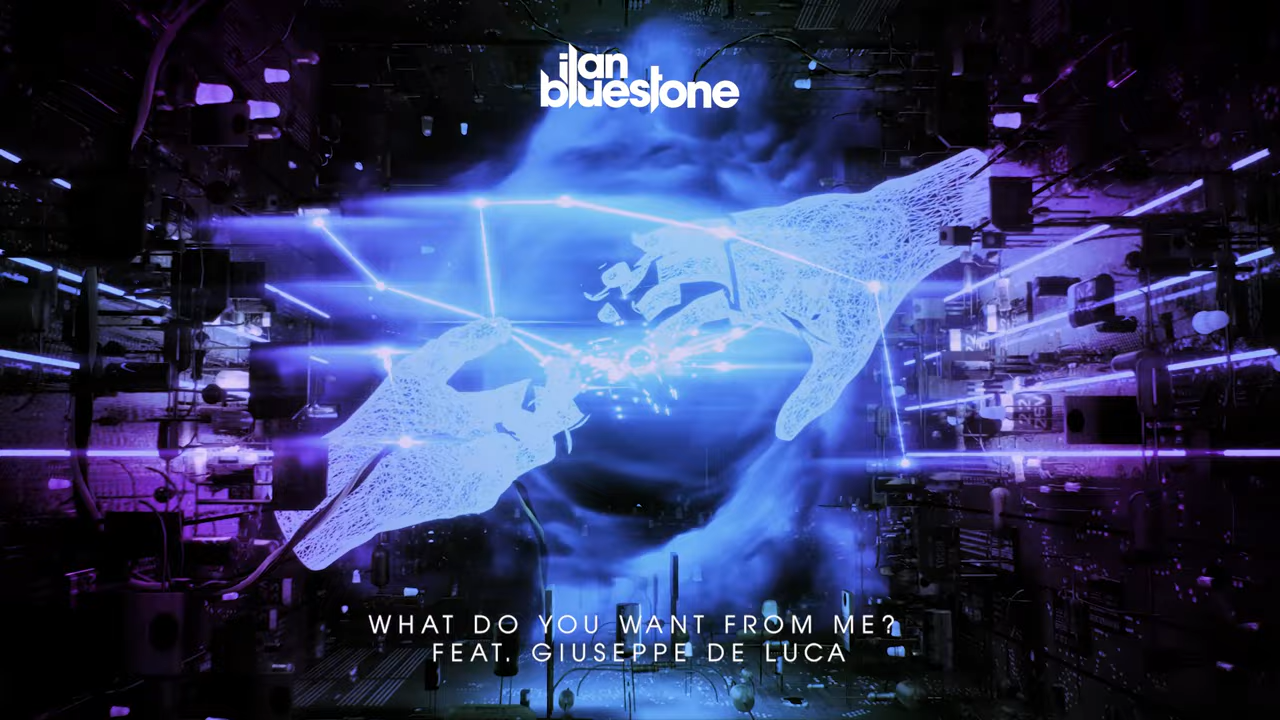 ilan
bluestone
WHAT DO YOU WANT FROM ME?
FEAT. GIUSEPPE DE LUCA